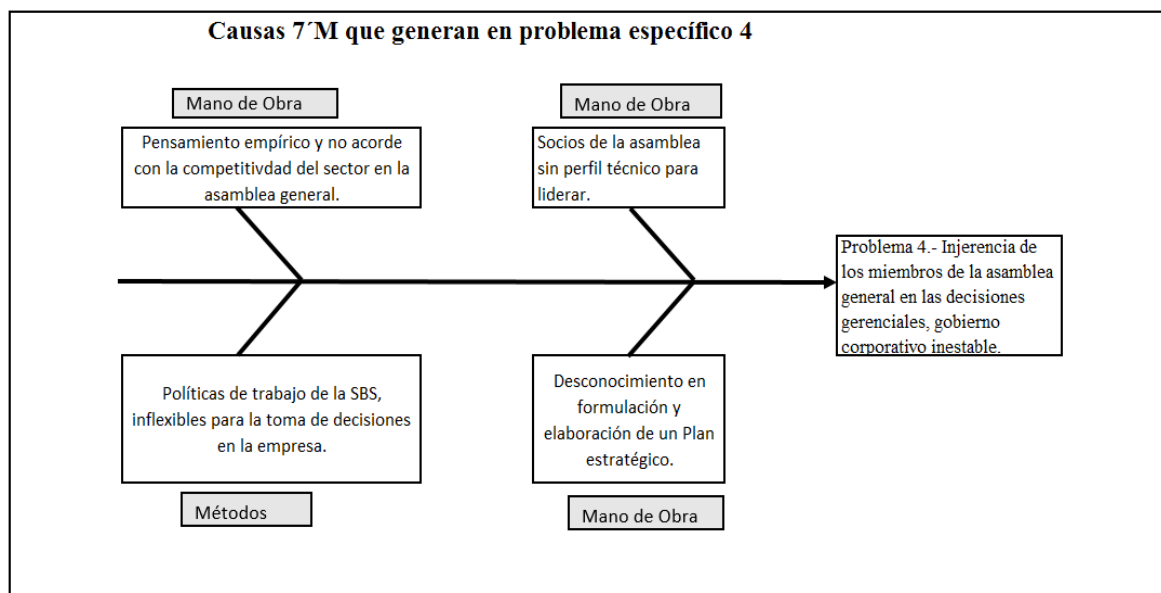 Causas 7´M que generan en problema específico 4
Mano de Obra
Pensamiento empírico y no acorde
con la competitivdad del sector en la
asamblea general.
Mano de Obra
Socios de la asamblea
sin perfil técnico para
liderar.
Problema 4.- Injerencia de
los miembros de la asamblea
general en las decisiones
gerenciales, gobierno
corporativo inestable.
Políticas de trabajo de la SBS,
inflexibles para la toma de decisiones
en la empresa.
Métodos
Desconocimiento en
formulación y
elaboración de un Plan
estratégico.
Mano de Obra